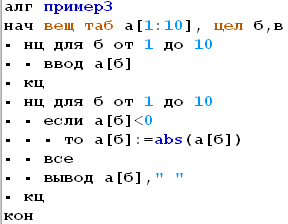 алг пример3
нач вещ таб а[1:10], цел б,в
· нц для б от 1 до 10
· · ввод а[б]
· кц
· нц для б от 1 до 10
· · если а[б]<0
· · · то а[б]:=abs(а[б])
· · все
· · вывод а[б]," "
· кц
кон